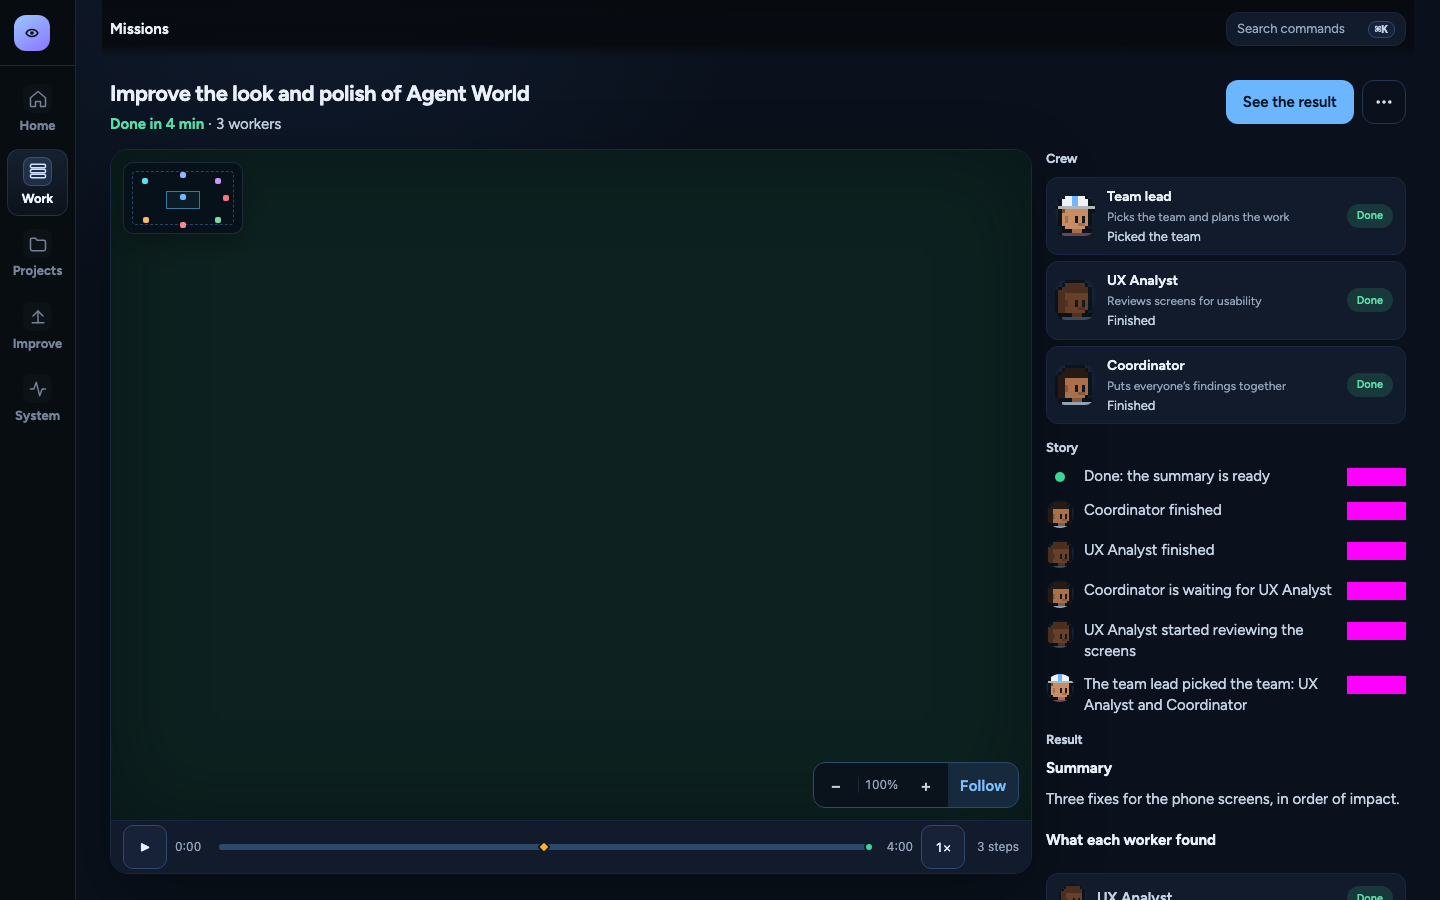 Missions
Search commands ⌘K
Home
Work
Projects
Improve
System
Improve the look and polish of Agent World
Done in 4 min · 3 workers
See the result
100%
Follow
0:00
4:00
1×
3 steps
Crew
Team lead
Picks the team and plans the work
Picked the team
Done
UX Analyst
Reviews screens for usability
Finished
Done
Coordinator
Puts everyone’s findings together
Finished
Done
Story
Done: the summary is ready
Coordinator finished
UX Analyst finished
Coordinator is waiting for UX Analyst
UX Analyst started reviewing the
screens
The team lead picked the team: UX
Analyst and Coordinator
Result
Summary
Three fixes for the phone screens, in order of impact.
What each worker found
UX Analyst
Done